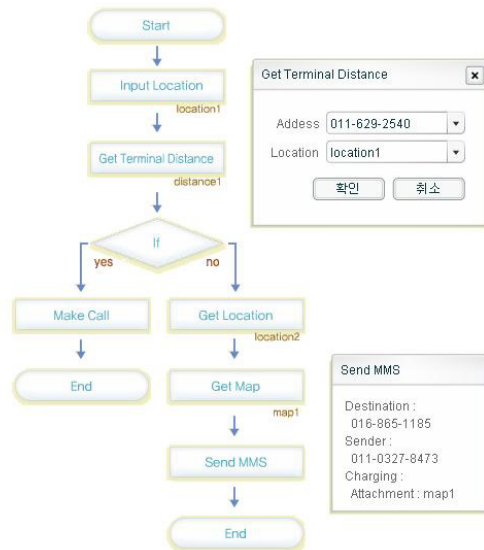 Start
Input Location
location1
Get Terminal Distance
distance1
If
yes
no
Make Call
End
Get Location
location2
Get Map
map1
Send MMS
End
Get Terminal Distance
Addess 011-629-2540
Location location1
확인 취소
Send MMS
Destination :
016-865-1185
Sender :
011-0327-8473
Charging :
Attachment : map1